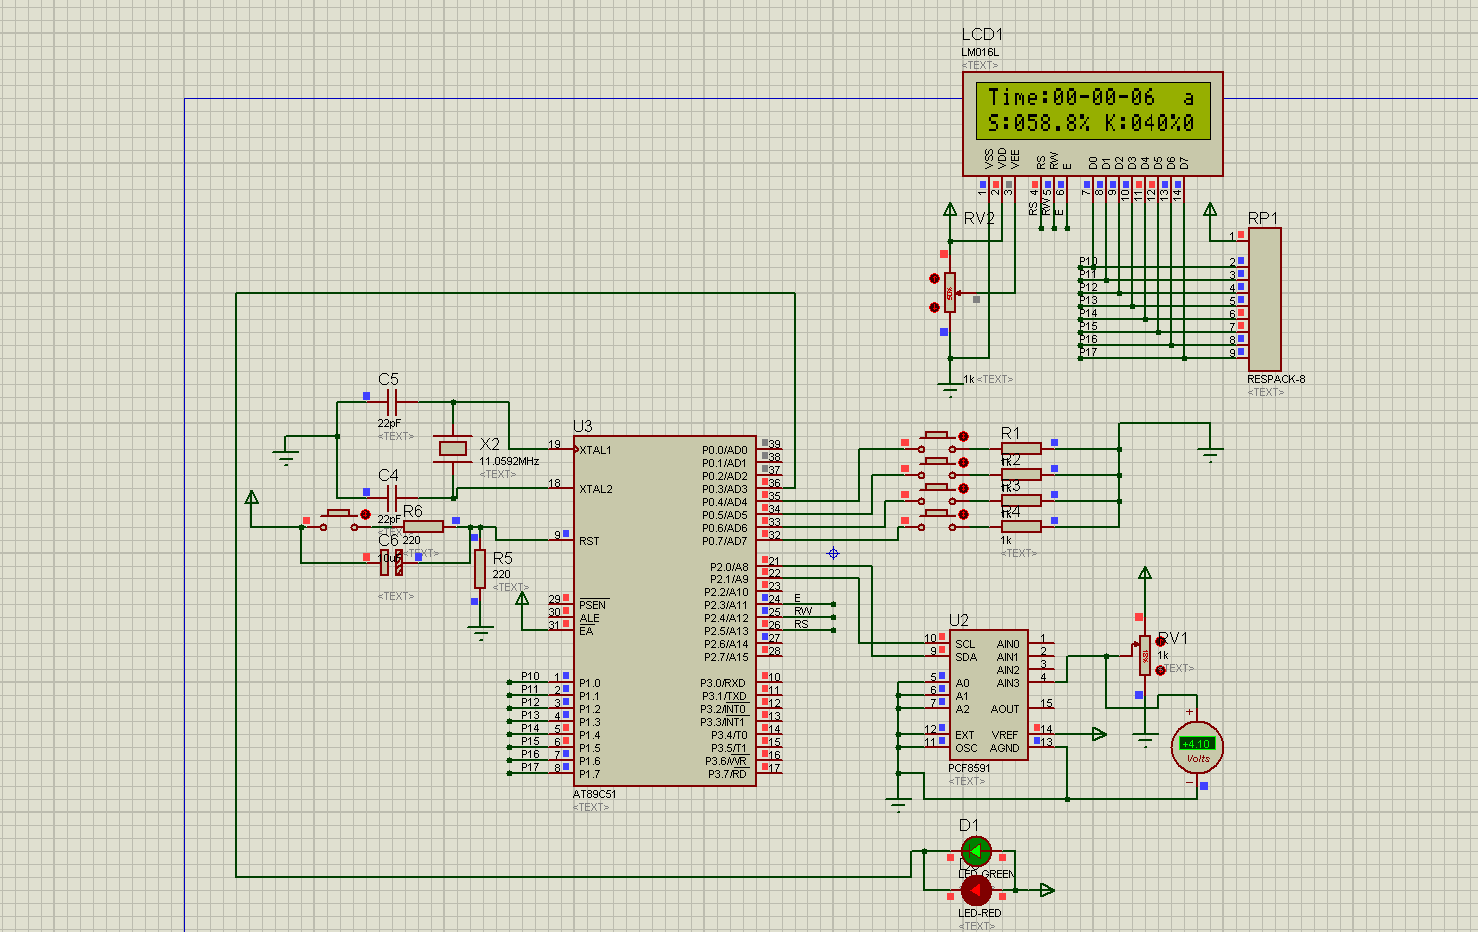 LCD1
LM016L
<TEXT>
Time:00-00-06 a
S:058.8% K:040%0
VSS VDD VEE RS RW E D0 D1 D2 D3 D4 D5 D6 D7
1 2 3 4 5 6 7 8 9 10 11 12 13 14
RS RW E
RV2
50%
1k <TEXT>
RP1
1
P10 2
P11 3
P12 4
P13 5
P14 6
P15 7
P16 8
P17 9
RESPACK-8
<TEXT>
C5
22pF
<TEXT>
X2
11.0592MHz
<TEXT>
C4
22pF
R6
220
<TEXT>
C6
10uF
<TEXT>
R5
220
<TEXT>
U3
19 XTAL1
18 XTAL2
9 RST
29 PSEN
30 ALE
31 EA
P10 1 P1.0
P11 2 P1.1
P12 3 P1.2
P13 4 P1.3
P14 5 P1.4
P15 6 P1.5
P16 7 P1.6
P17 8 P1.7
P0.0/AD0 39
P0.1/AD1 38
P0.2/AD2 37
P0.3/AD3 36
P0.4/AD4 35
P0.5/AD5 34
P0.6/AD6 33
P0.7/AD7 32
P2.0/A8 21
P2.1/A9 22
P2.2/A10 23
P2.3/A11 24 E
P2.4/A12 25 RW
P2.5/A13 26 RS
P2.6/A14 27
P2.7/A15 28
P3.0/RXD 10
P3.1/TXD 11
P3.2/INT0 12
P3.3/INT1 13
P3.4/T0 14
P3.5/T1 15
P3.6/WR 16
P3.7/RD 17
AT89C51
<TEXT>
R1
1k
R2
R3
R4
1k
<TEXT>
U2
10 SCL
9 SDA
5 A0
6 A1
7 A2
12 EXT
11 OSC
AIN0 1
AIN1 2
AIN2 3
AIN3 4
AOUT 15
VREF 14
AGND 13
PCF8591
<TEXT>
RV1
1k
<TEXT>
+
+4.10
Volts
−
D1
LED-GREEN
LED-RED
<TEXT>